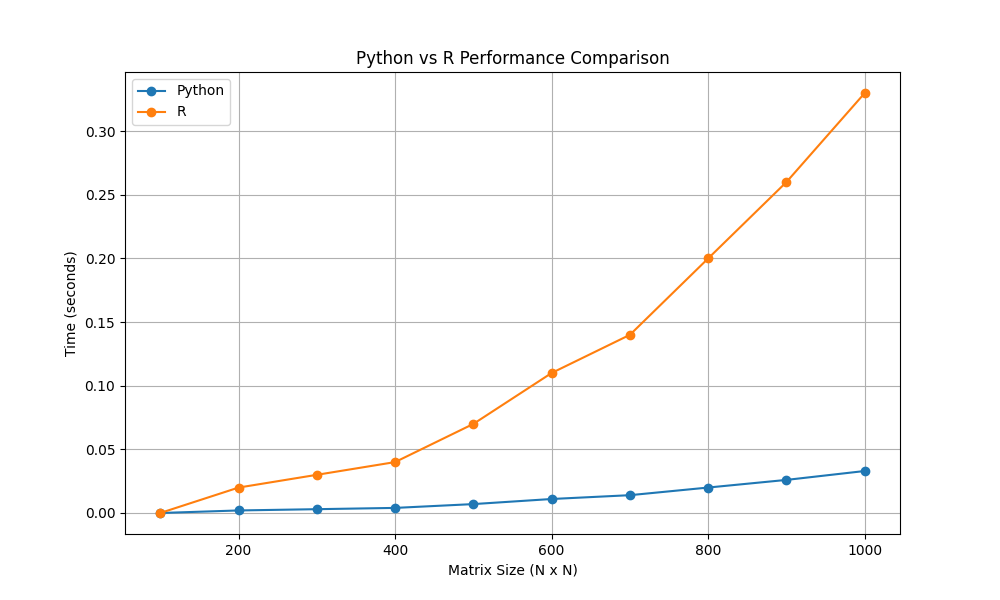 Python vs R Performance Comparison
Python
R
0.30
0.25
0.20
0.15
0.10
0.05
0.00
Time (seconds)
200 400 600 800 1000
Matrix Size (N x N)